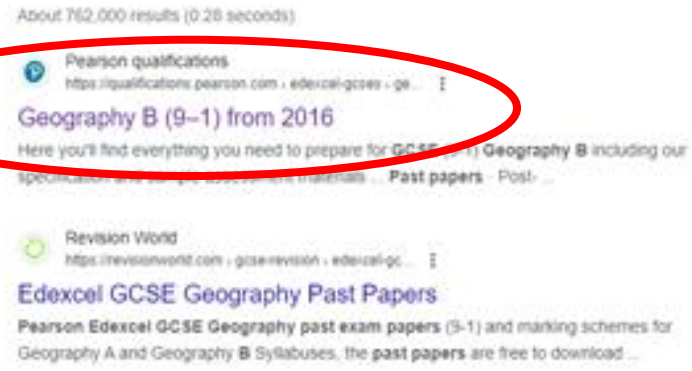 About 762,000 results (0.28 seconds)
Pearson qualifications
https://qualifications.pearson.com › edexcel-gcses › ge...
Geography B (9–1) from 2016
Here you'll find everything you need to prepare for GCSE (9-1) Geography B including our
specification and sample assessment materials ... Past papers · Post- ...
Revision World
https://revisionworld.com › gcse-revision › edexcel-gc...
Edexcel GCSE Geography Past Papers
Pearson Edexcel GCSE Geography past exam papers (9-1) and marking schemes for
Geography A and Geography B Syllabuses, the past papers are free to download ...